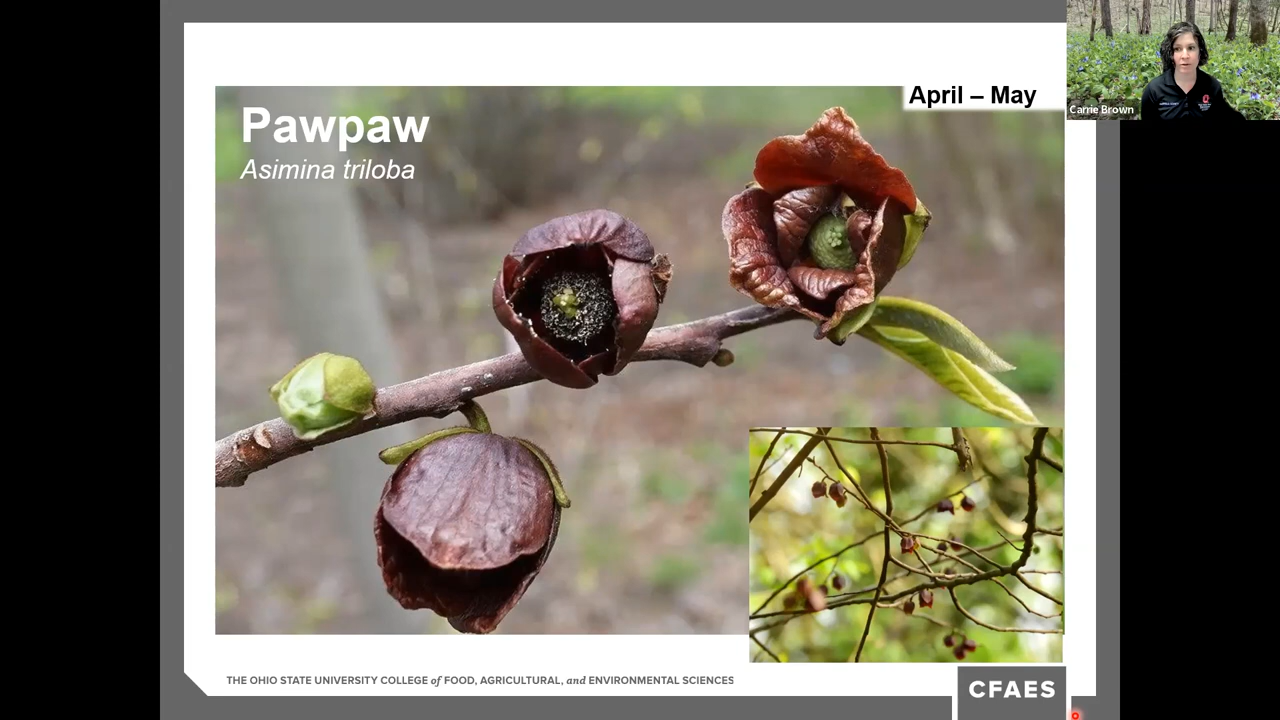 April – May
Carrie Brown
Pawpaw
Asimina triloba
THE OHIO STATE UNIVERSITY COLLEGE of FOOD, AGRICULTURAL, and ENVIRONMENTAL SCIENCES
CFAES